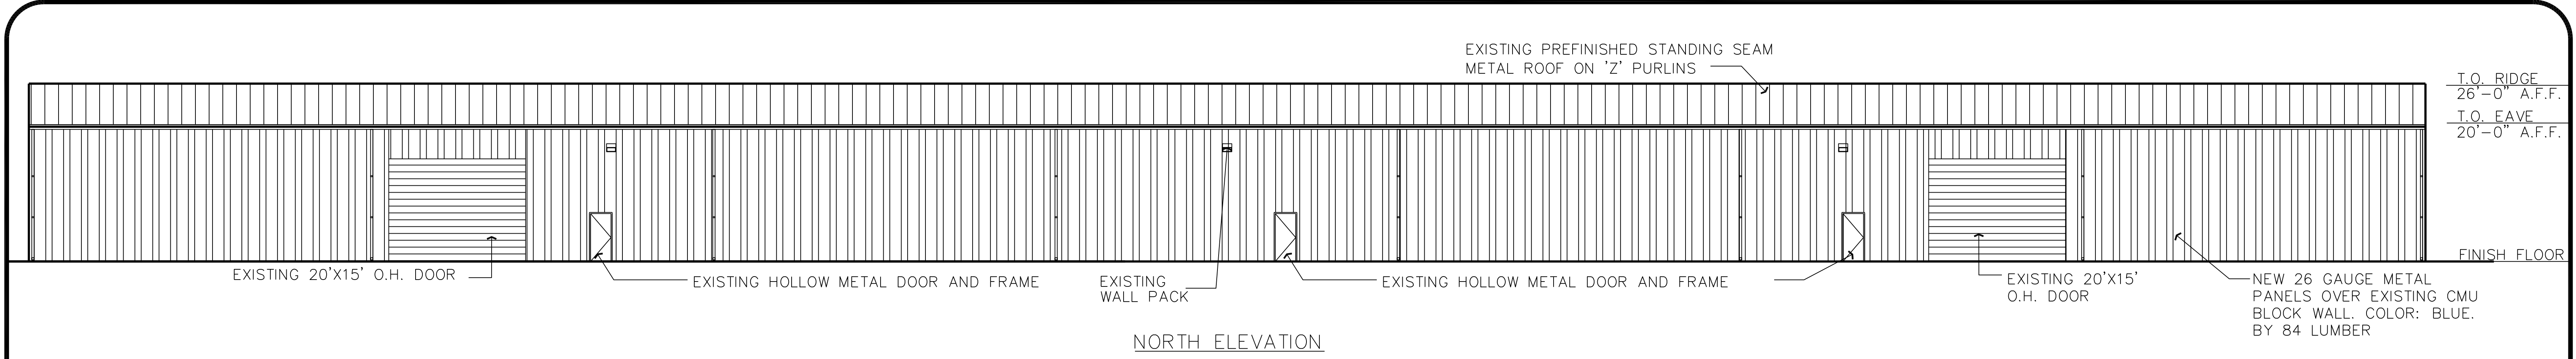 EXISTING PREFINISHED STANDING SEAM
METAL ROOF ON 'Z' PURLINS
T.O. RIDGE
26'-0" A.F.F.
T.O. EAVE
20'-0" A.F.F.
FINISH FLOOR
EXISTING 20'X15' O.H. DOOR
EXISTING HOLLOW METAL DOOR AND FRAME
EXISTING
WALL PACK
EXISTING HOLLOW METAL DOOR AND FRAME
EXISTING 20'X15'
O.H. DOOR
NEW 26 GAUGE METAL
PANELS OVER EXISTING CMU
BLOCK WALL. COLOR: BLUE.
BY 84 LUMBER
NORTH ELEVATION